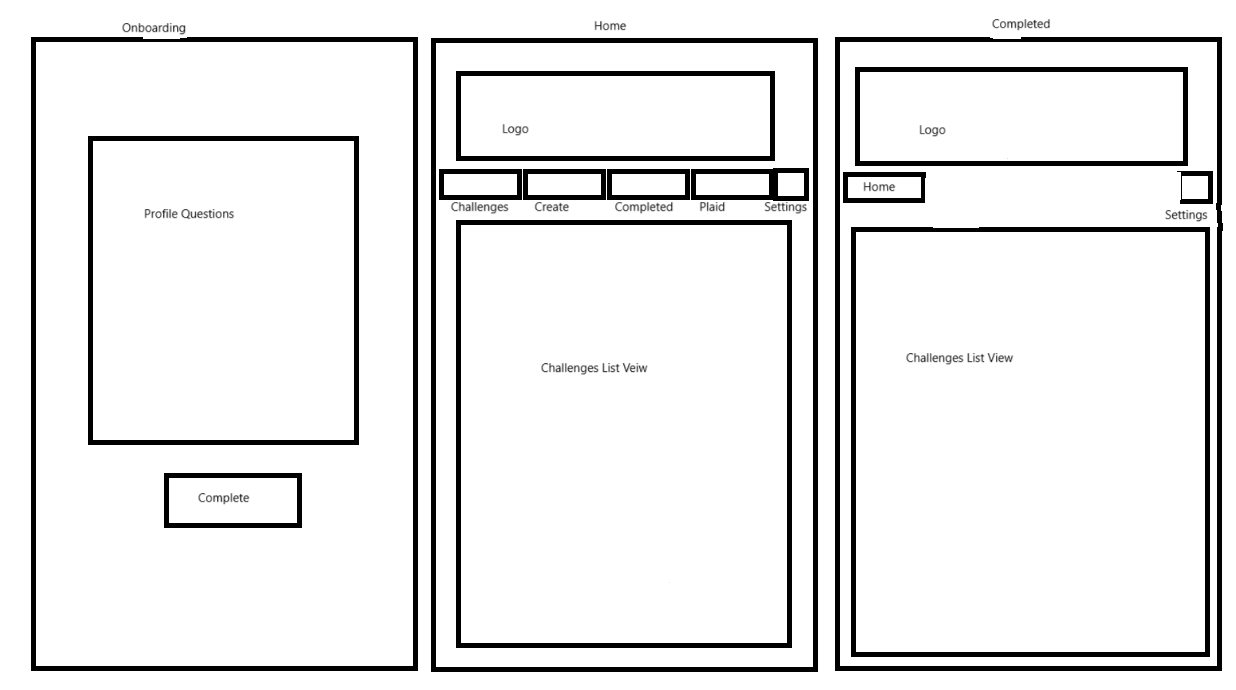 Onboarding
Profile Questions
Complete
Home
Logo
Challenges Create Completed Plaid Settings
Challenges List Veiw
Completed
Logo
Home
Settings
Challenges List View